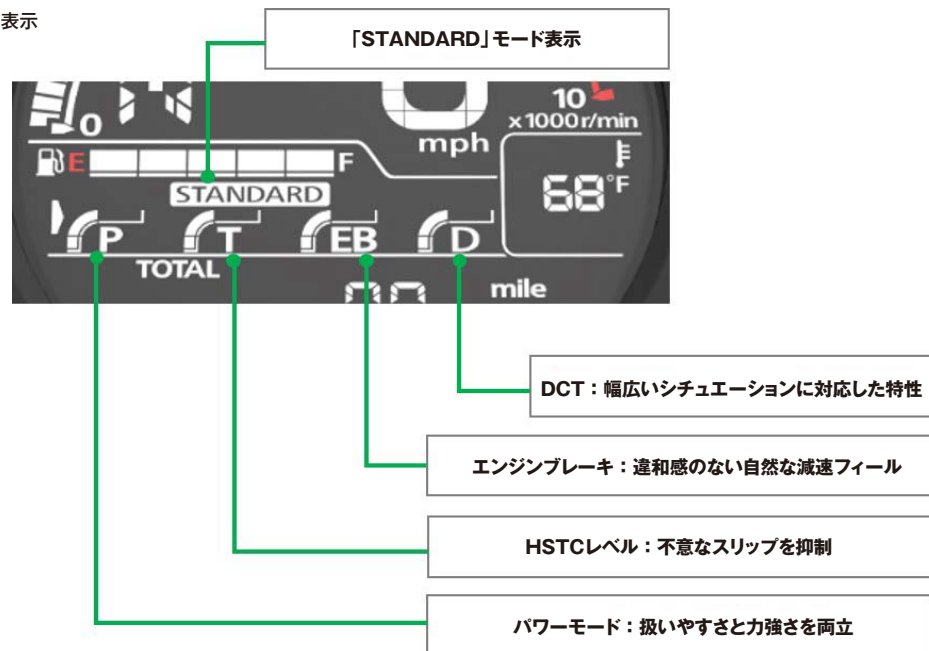 表示
「STANDARD」モード表示
0
mph
10
x1000r/min
E
F
68°F
STANDARD
P
T
EB
D
TOTAL
mile
DCT：幅広いシチュエーションに対応した特性
エンジンブレーキ：違和感のない自然な減速フィール
HSTCレベル：不意なスリップを抑制
パワーモード：扱いやすさと力強さを両立